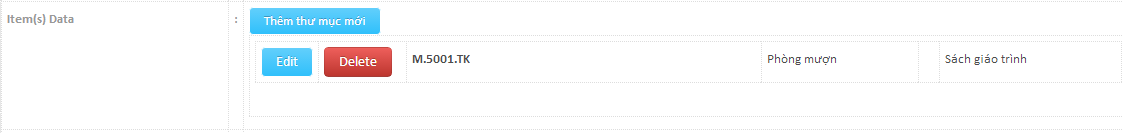 Item(s) Data : Thêm thư mục mới
Edit Delete M.5001.TK Phòng mượn Sách giáo trình